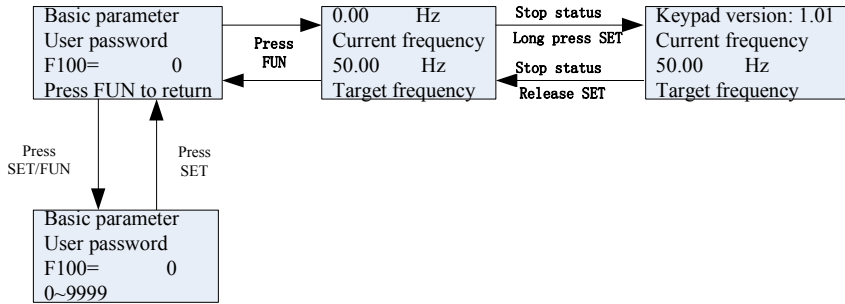 Basic parameter
User password
F100= 0
Press FUN to return
Press
FUN
0.00 Hz
Current frequency
50.00 Hz
Target frequency
Stop status
Long press SET
Stop status
Release SET
Keypad version: 1.01
Current frequency
50.00 Hz
Target frequency
Press
SET/FUN
Press
SET
Basic parameter
User password
F100= 0
0~9999